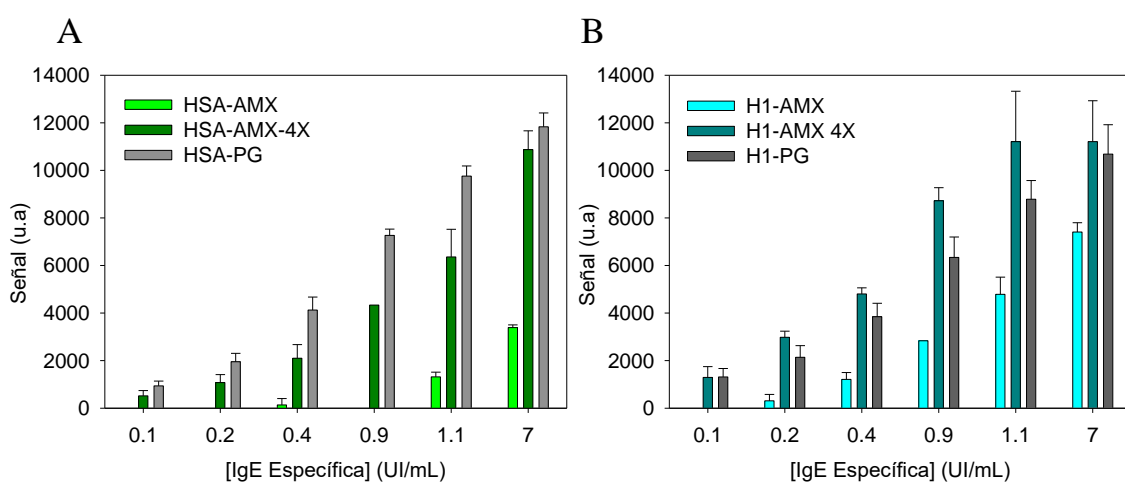 A
14000
12000
10000
8000
6000
4000
2000
0
Señal (u.a)
HSA-AMX
HSA-AMX-4X
HSA-PG
0.1 0.2 0.4 0.9 1.1 7
[IgE Específica] (UI/mL)
B
14000
12000
10000
8000
6000
4000
2000
0
Señal (u.a)
H1-AMX
H1-AMX 4X
H1-PG
0.1 0.2 0.4 0.9 1.1 7
[IgE Específica] (UI/mL)